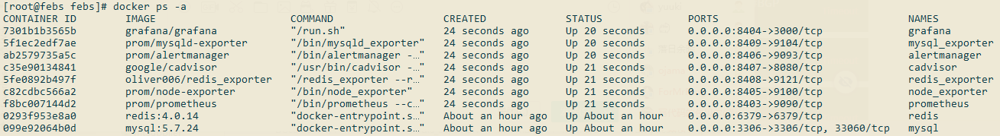 [root@febs febs]# docker ps -a
CONTAINER ID        IMAGE                      COMMAND                  CREATED             STATUS              PORTS                               NAMES
7301b1b3565b        grafana/grafana            "/run.sh"                24 seconds ago      Up 20 seconds       0.0.0.0:8404->3000/tcp              grafana
5f1ec2edf7ae        prom/mysqld-exporter       "/bin/mysqld_exporter"   24 seconds ago      Up 20 seconds       0.0.0.0:8409->9104/tcp              mysql_exporter
ab2579735a5c        prom/alertmanager          "/bin/alertmanager -…"   24 seconds ago      Up 20 seconds       0.0.0.0:8406->9093/tcp              alertmanager
c35e90134841        google/cadvisor            "/usr/bin/cadvisor -…"   24 seconds ago      Up 21 seconds       0.0.0.0:8407->8080/tcp              cadvisor
5fe0892b497f        oliver006/redis_exporter   "/redis_exporter --r…"   24 seconds ago      Up 21 seconds       0.0.0.0:8408->9121/tcp              redis_exporter
c82cdbc566a2        prom/node-exporter         "/bin/node_exporter"     24 seconds ago      Up 21 seconds       0.0.0.0:8405->9100/tcp              node_exporter
f8bc007144d2        prom/prometheus            "/bin/prometheus --c…"   24 seconds ago      Up 21 seconds       0.0.0.0:8403->9090/tcp              prometheus
0293f953e8a0        redis:4.0.14               "docker-entrypoint.s…"   About an hour ago   Up About an hour    0.0.0.0:6379->6379/tcp              redis
099e92064b0d        mysql:5.7.24               "docker-entrypoint.s…"   About an hour ago   Up About an hour    0.0.0.0:3306->3306/tcp, 33060/tcp   mysql